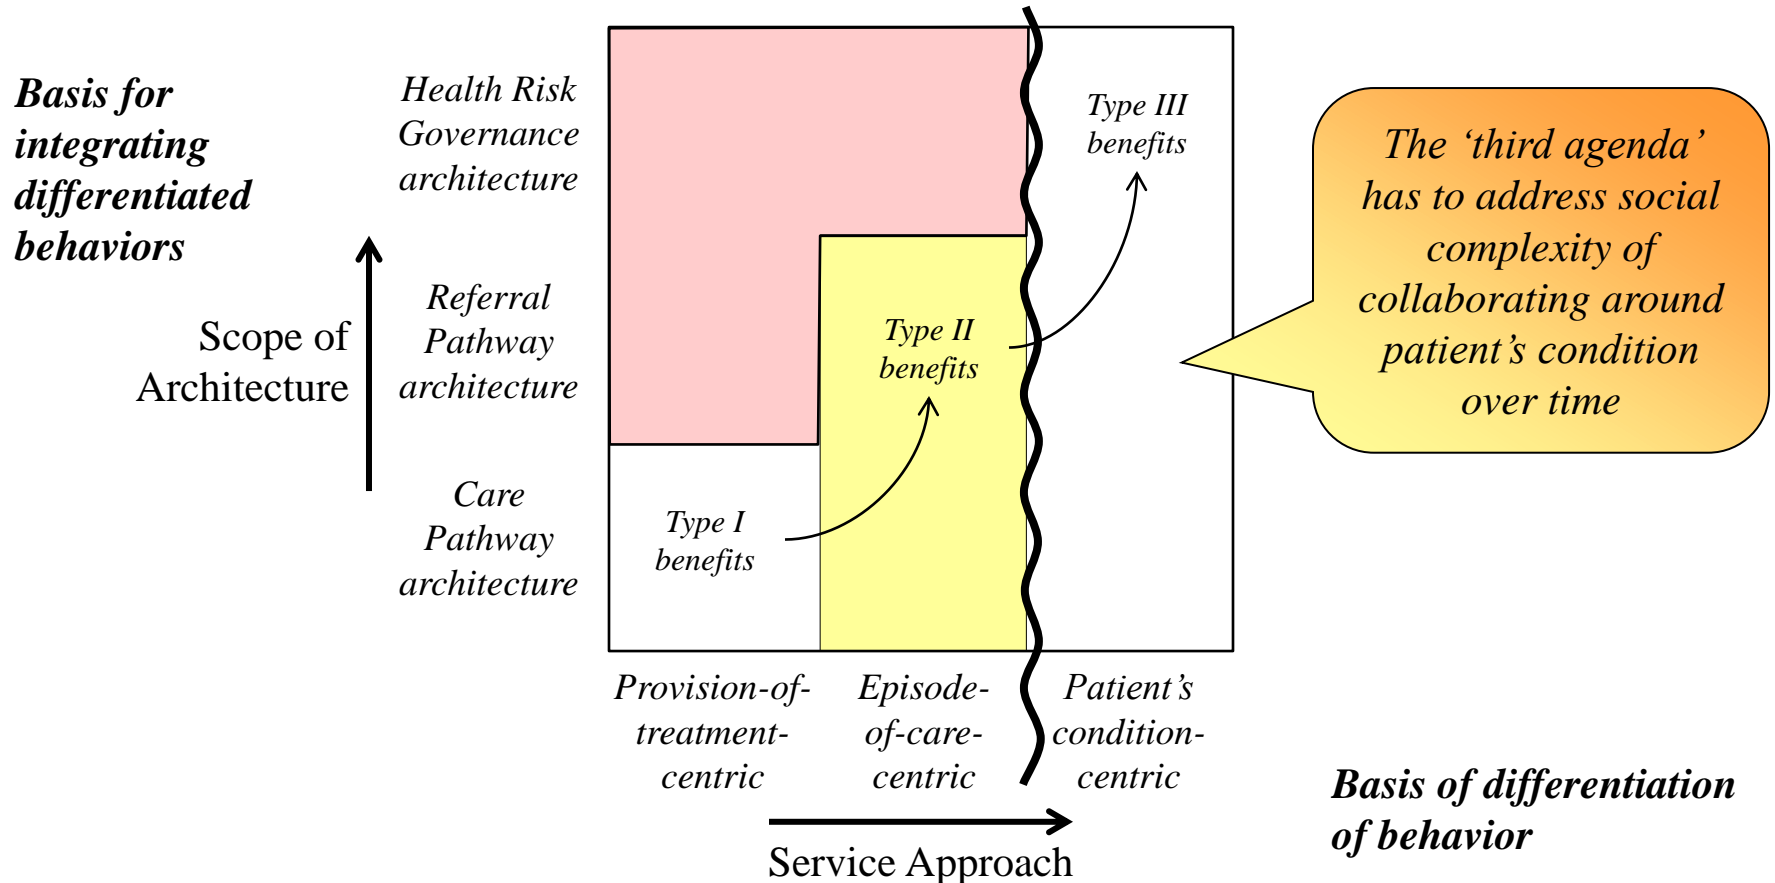 Basis for
integrating
differentiated
behaviors
Scope of
Architecture
Health Risk
Governance
architecture
Referral
Pathway
architecture
Care
Pathway
architecture
Type I
benefits
Type II
benefits
Type III
benefits
The ‘third agenda’
has to address social
complexity of
collaborating around
patient’s condition
over time
Provision-of-
treatment-
centric
Episode-
of-care-
centric
Patient’s
condition-
centric
Service Approach
Basis of differentiation
of behavior